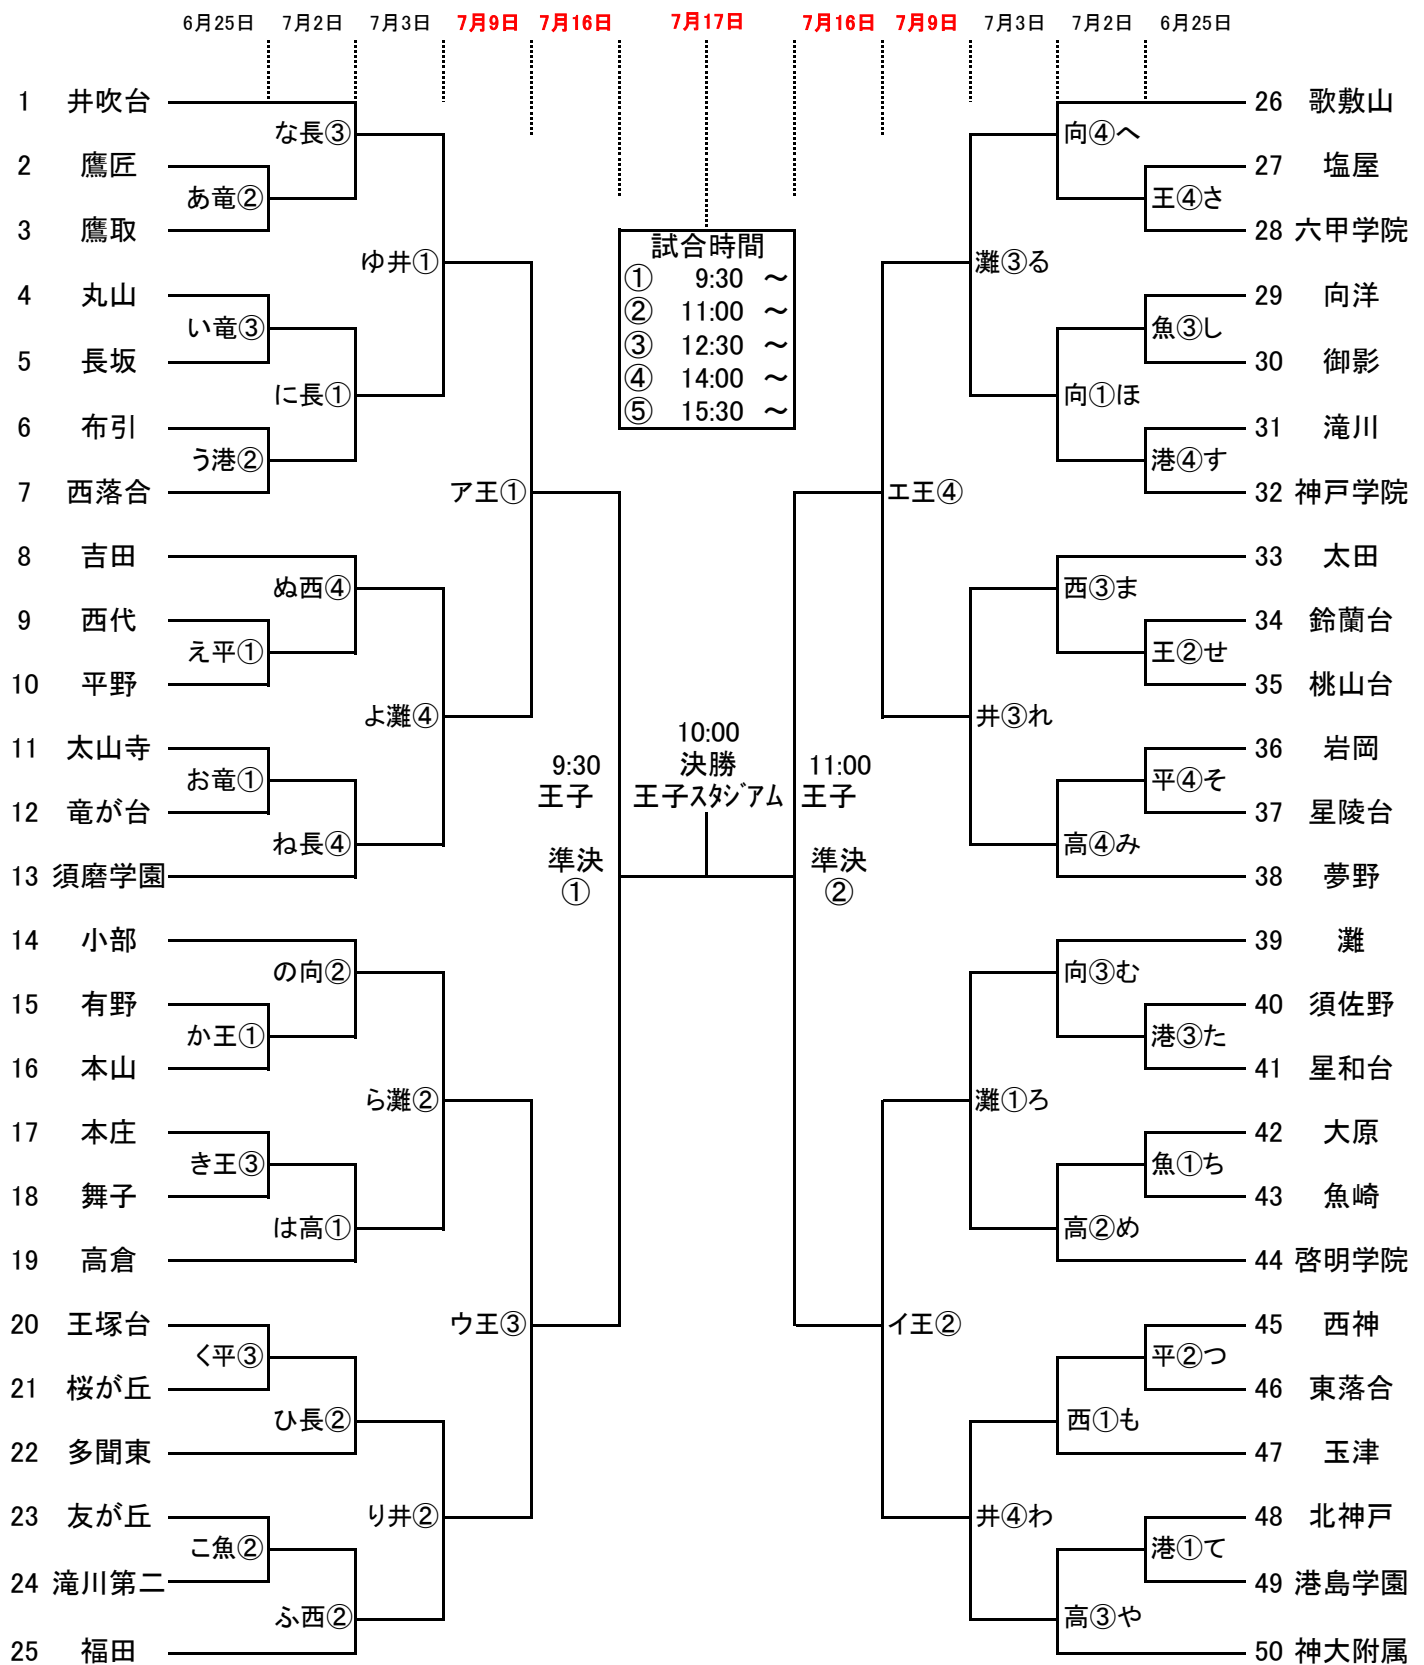 6月25日 7月2日 7月3日 7月9日 7月16日 7月17日 7月16日 7月9日 7月3日 7月2日 6月25日
1 井吹台
な長③
2 鷹匠
あ竜②
3 鷹取
ゆ井①
4 丸山
い竜③
5 長坂
に長①
6 布引
う港②
7 西落合
ア王①
8 吉田
ぬ西④
9 西代
え平①
10 平野
よ灘④
11 太山寺
お竜①
12 竜が台
ね長④
13 須磨学園
14 小部
の向②
15 有野
か王①
16 本山
ら灘②
17 本庄
き王③
18 舞子
は高①
19 高倉
20 王塚台
ウ王③
く平③
21 桜が丘
ひ長②
22 多聞東
23 友が丘
り井②
こ魚②
24 滝川第二
ふ西②
25 福田
試合時間
① 9:30 ～
② 11:00 ～
③ 12:30 ～
④ 14:00 ～
⑤ 15:30 ～
9:30
王子
準決
①
10:00
決勝
王子スタジアム
11:00
王子
準決
②
26 歌敷山
向④へ
27 塩屋
王④さ
28 六甲学院
灘③る
29 向洋
魚③し
30 御影
向①ほ
31 滝川
港④す
32 神戸学院
エ王④
33 太田
西③ま
34 鈴蘭台
王②せ
35 桃山台
井③れ
36 岩岡
平④そ
37 星陵台
高④み
38 夢野
39 灘
向③む
40 須佐野
港③た
41 星和台
灘①ろ
42 大原
魚①ち
43 魚崎
高②め
44 啓明学院
45 西神
イ王②
平②つ
46 東落合
西①も
47 玉津
48 北神戸
井④わ
港①て
49 港島学園
高③や
50 神大附属